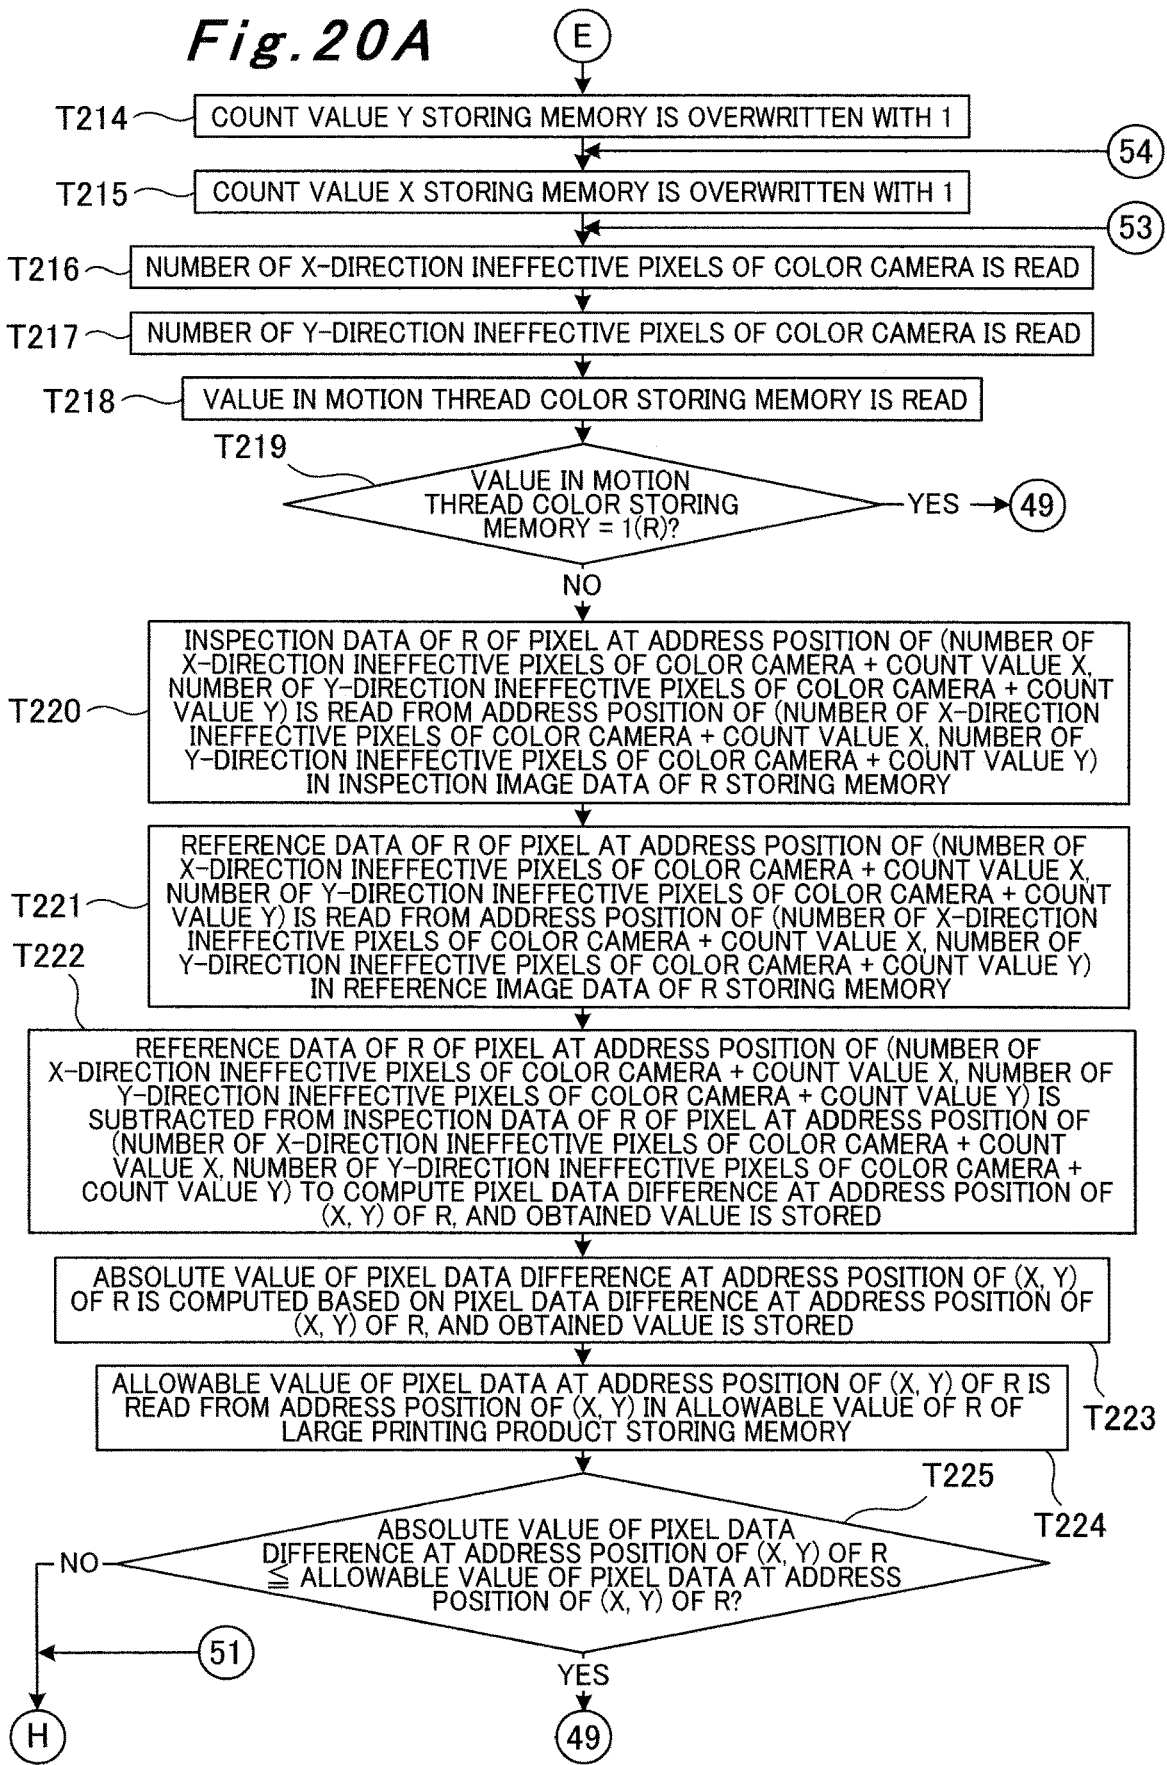 Fig.20A
E
T214
COUNT VALUE Y STORING MEMORY IS OVERWRITTEN WITH 1
54
T215
COUNT VALUE X STORING MEMORY IS OVERWRITTEN WITH 1
53
T216
NUMBER OF X-DIRECTION INEFFECTIVE PIXELS OF COLOR CAMERA IS READ
T217
NUMBER OF Y-DIRECTION INEFFECTIVE PIXELS OF COLOR CAMERA IS READ
T218
VALUE IN MOTION THREAD COLOR STORING MEMORY IS READ
T219
VALUE IN MOTION
THREAD COLOR STORING
MEMORY = 1(R)?
YES
49
NO
T220
INSPECTION DATA OF R OF PIXEL AT ADDRESS POSITION OF (NUMBER OF
X-DIRECTION INEFFECTIVE PIXELS OF COLOR CAMERA + COUNT VALUE X,
NUMBER OF Y-DIRECTION INEFFECTIVE PIXELS OF COLOR CAMERA + COUNT
VALUE Y) IS READ FROM ADDRESS POSITION OF (NUMBER OF X-DIRECTION
INEFFECTIVE PIXELS OF COLOR CAMERA + COUNT VALUE X, NUMBER OF
Y-DIRECTION INEFFECTIVE PIXELS OF COLOR CAMERA + COUNT VALUE Y)
IN INSPECTION IMAGE DATA OF R STORING MEMORY
T221
REFERENCE DATA OF R OF PIXEL AT ADDRESS POSITION OF (NUMBER OF
X-DIRECTION INEFFECTIVE PIXELS OF COLOR CAMERA + COUNT VALUE X,
NUMBER OF Y-DIRECTION INEFFECTIVE PIXELS OF COLOR CAMERA + COUNT
VALUE Y) IS READ FROM ADDRESS POSITION OF (NUMBER OF X-DIRECTION
INEFFECTIVE PIXELS OF COLOR CAMERA + COUNT VALUE X, NUMBER OF
Y-DIRECTION INEFFECTIVE PIXELS OF COLOR CAMERA + COUNT VALUE Y)
IN REFERENCE IMAGE DATA OF R STORING MEMORY
T222
REFERENCE DATA OF R OF PIXEL AT ADDRESS POSITION OF (NUMBER OF
X-DIRECTION INEFFECTIVE PIXELS OF COLOR CAMERA + COUNT VALUE X, NUMBER OF
Y-DIRECTION INEFFECTIVE PIXELS OF COLOR CAMERA + COUNT VALUE Y) IS
SUBTRACTED FROM INSPECTION DATA OF R OF PIXEL AT ADDRESS POSITION OF
(NUMBER OF X-DIRECTION INEFFECTIVE PIXELS OF COLOR CAMERA + COUNT
VALUE X, NUMBER OF Y-DIRECTION INEFFECTIVE PIXELS OF COLOR CAMERA +
COUNT VALUE Y) TO COMPUTE PIXEL DATA DIFFERENCE AT ADDRESS POSITION OF
(X, Y) OF R, AND OBTAINED VALUE IS STORED
ABSOLUTE VALUE OF PIXEL DATA DIFFERENCE AT ADDRESS POSITION OF (X, Y)
OF R IS COMPUTED BASED ON PIXEL DATA DIFFERENCE AT ADDRESS POSITION OF
(X, Y) OF R, AND OBTAINED VALUE IS STORED
T223
ALLOWABLE VALUE OF PIXEL DATA AT ADDRESS POSITION OF (X, Y) OF R IS
READ FROM ADDRESS POSITION OF (X, Y) IN ALLOWABLE VALUE OF R OF
LARGE PRINTING PRODUCT STORING MEMORY
T224
T225
ABSOLUTE VALUE OF PIXEL DATA
DIFFERENCE AT ADDRESS POSITION OF (X, Y) OF R
≦ ALLOWABLE VALUE OF PIXEL DATA AT ADDRESS
POSITION OF (X, Y) OF R?
NO
51
YES
H
49